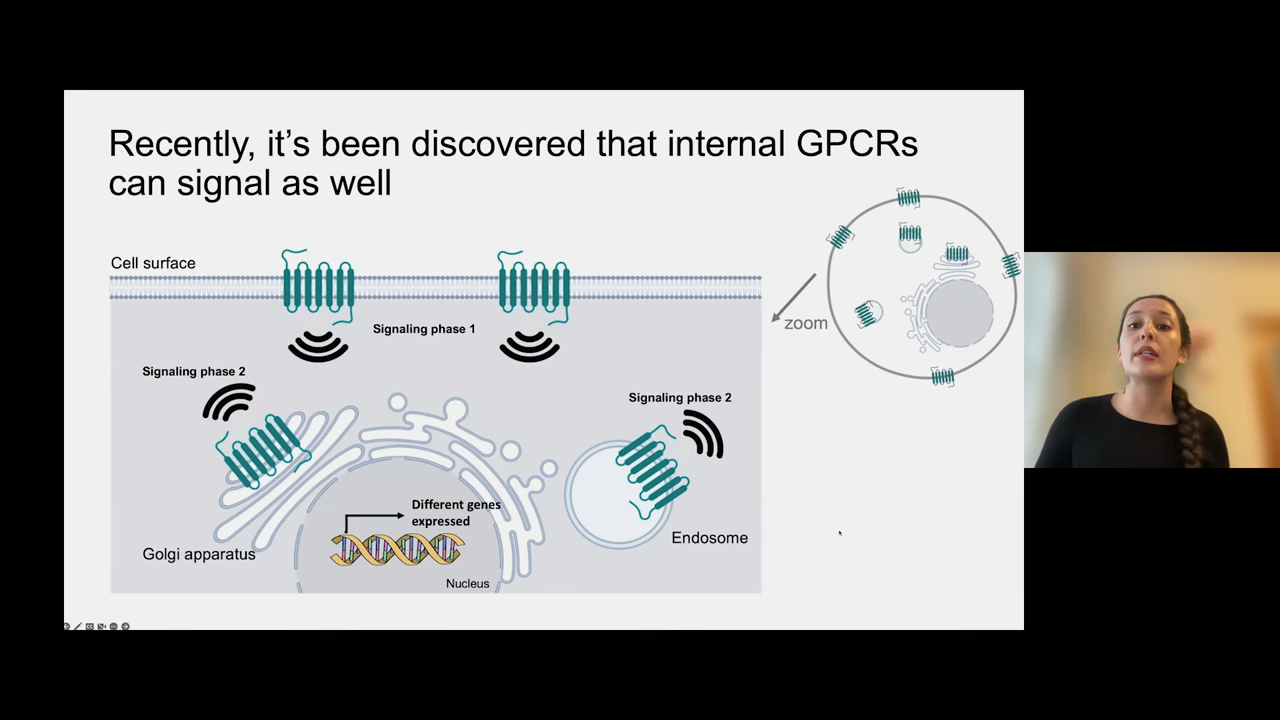 Recently, it's been discovered that internal GPCRs
can signal as well
Cell surface
Signaling phase 1
zoom
Signaling phase 2
Signaling phase 2
Different genes
expressed
Endosome
Golgi apparatus
Nucleus